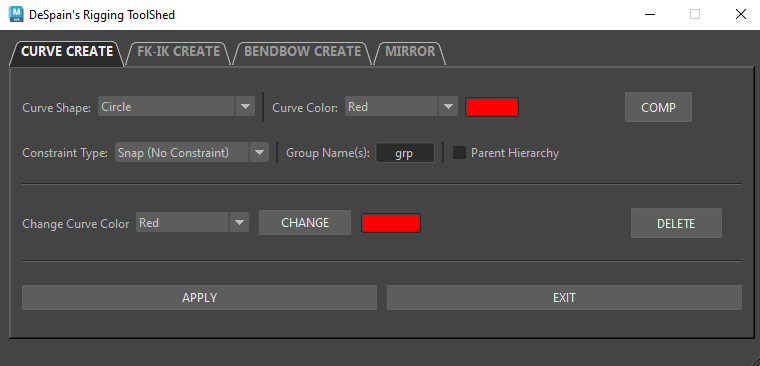 DeSpain's Rigging ToolShed
CURVE CREATE FK-IK CREATE BENDBOW CREATE MIRROR
Curve Shape: Circle Curve Color: Red COMP
Constraint Type: Snap (No Constraint) Group Name(s): grp Parent Hierarchy
Change Curve Color Red CHANGE DELETE
APPLY EXIT